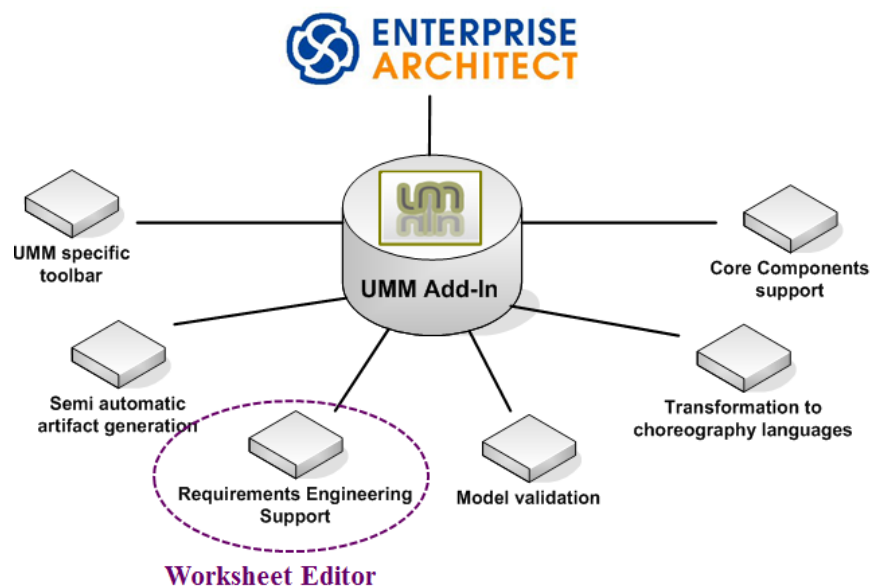 ENTERPRISE
ARCHITECT
um
UMM Add-In
UMM specific
toolbar
Core Components
support
Semi automatic
artifact generation
Transformation to
choreography languages
Requirements Engineering
Support
Model validation
Worksheet Editor